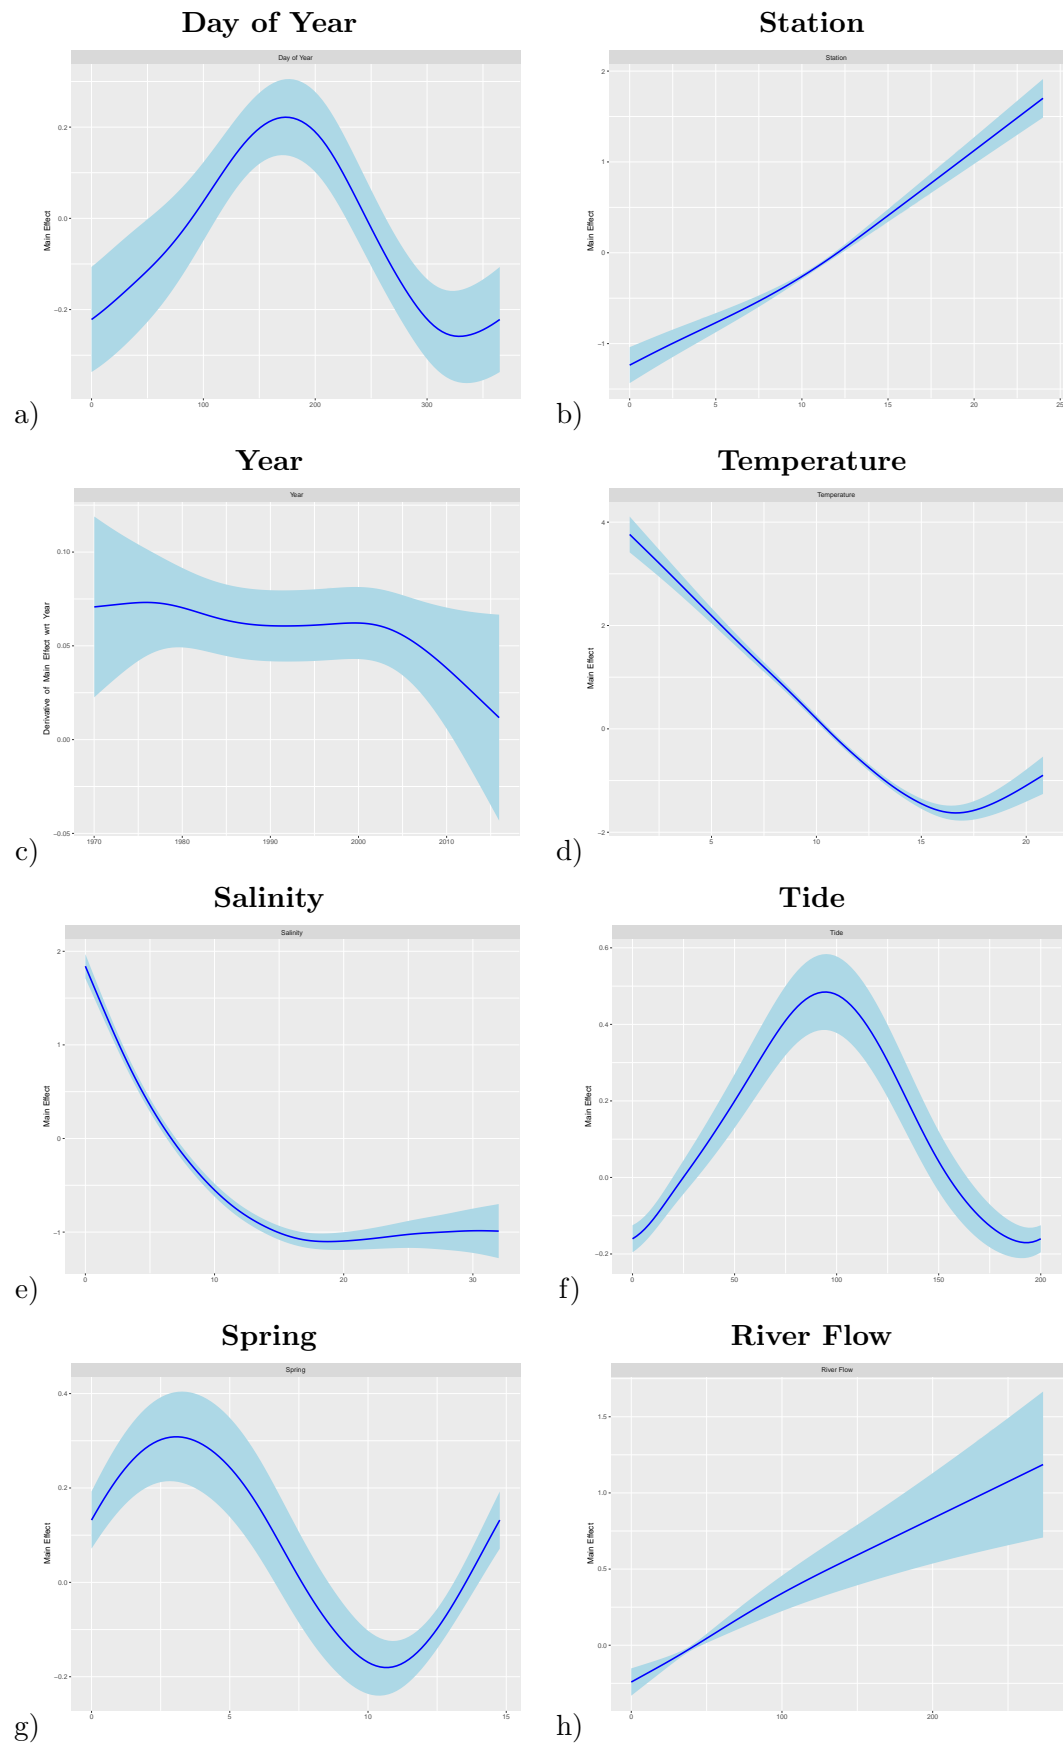 Day of Year
Day of Year
Main Effect
0.2
0.0
−0.2
0 100 200 300
a)
Station
Station
Main Effect
2
1
0
−1
0 5 10 15 20 25
b)
Year
Year
Derivative of Main Effect wrt Year
0.10
0.05
0.00
−0.05
1970 1980 1990 2000 2010
c)
Temperature
Temperature
Main Effect
4
2
0
−2
5 10 15 20
d)
Salinity
Salinity
Main Effect
2
1
0
−1
0 10 20 30
e)
Tide
Tide
Main Effect
0.6
0.4
0.2
0.0
−0.2
0 50 100 150 200
f)
Spring
Spring
Main Effect
0.4
0.2
0.0
−0.2
0 5 10 15
g)
River Flow
River Flow
Main Effect
1.5
1.0
0.5
0.0
0 100 200
h)